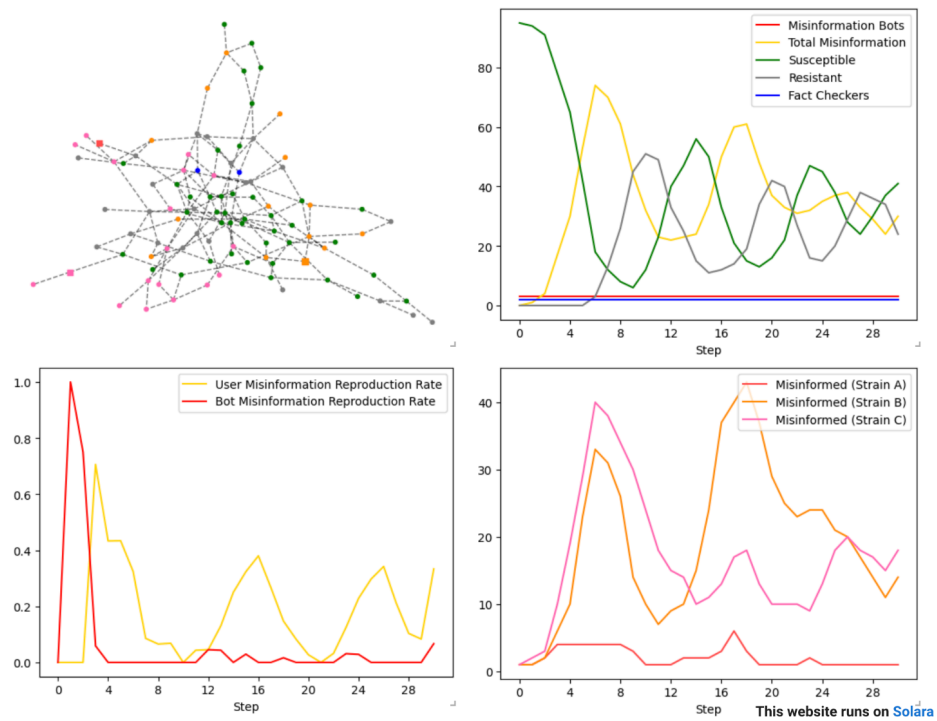 Misinformation Bots
Total Misinformation
Susceptible
Resistant
Fact Checkers
80
60
40
20
0
0 4 8 12 16 20 24 28
Step
User Misinformation Reproduction Rate
Bot Misinformation Reproduction Rate
1.0
0.8
0.6
0.4
0.2
0.0
0 4 8 12 16 20 24 28
Step
Misinformed (Strain A)
Misinformed (Strain B)
Misinformed (Strain C)
40
30
20
10
0
0 4 8 12 16 20 24 28
Step
This website runs on Solara